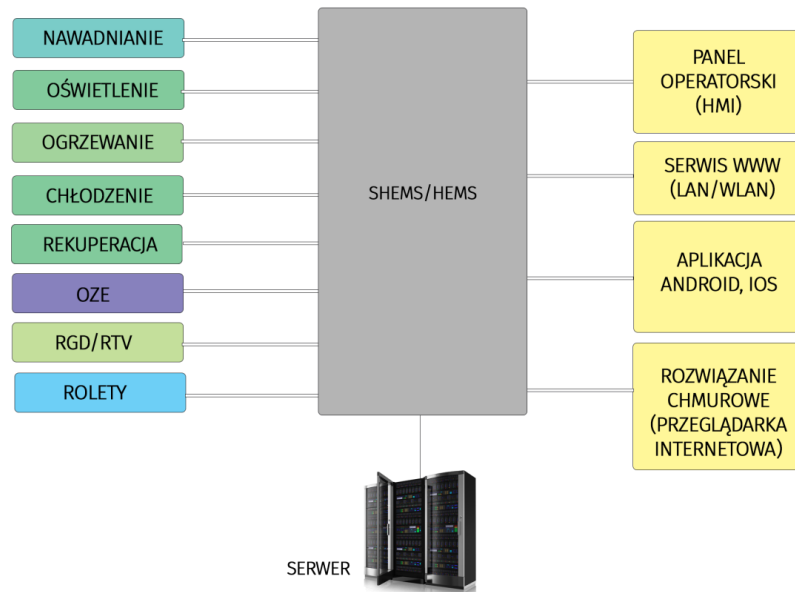 NAWADNIANIE
OŚWIETLENIE
OGRZEWANIE
CHŁODZENIE
REKUPERACJA
OZE
RGD/RTV
ROLETY
SHEMS/HEMS
PANEL
OPERATORSKI
(HMI)
SERWIS WWW
(LAN/WLAN)
APLIKACJA
ANDROID, IOS
ROZWIĄZANIE
CHMUROWE
(PRZEGLĄDARKA
INTERNETOWA)
SERWER